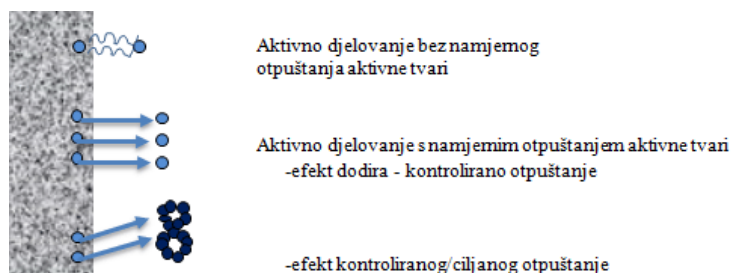 Aktivno djelovanje bez namjernog
otpuštanja aktivne tvari
Aktivno djelovanje s namjernim otpuštanjem aktivne tvari
-efekt dodira - kontrolirano otpuštanje
-efekt kontroliranog/ciljanog otpuštanje